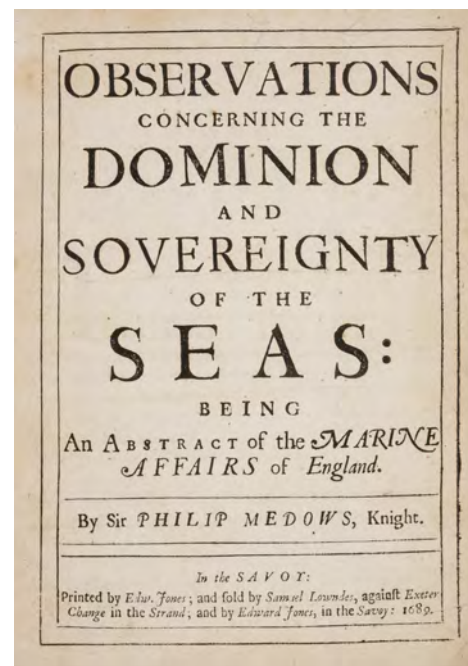 OBSERVATIONS
CONCERNING THE
DOMINION
AND
SOVEREIGNTY
OF THE
SEAS:
BEING
An ABSTRACT of the MARINE
AFFAIRS of England.
By Sir PHILIP MEDOWS, Knight.
In the SAVOY:
Printed by Edw. Jones; and ſold by Samuel Lowndes, againſt Exeter
Change in the Strand; and by Edward Jones, in the Savoy: 1689.